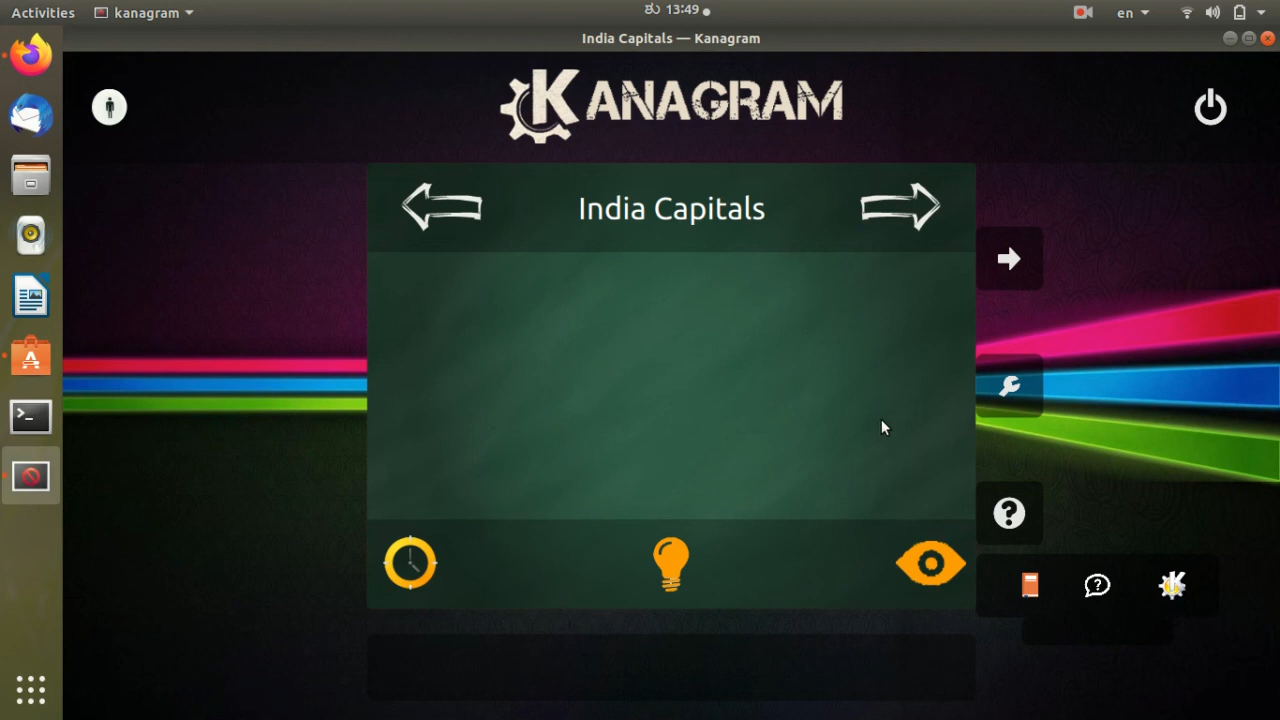 Activities
kanagram
ಶು 13:49
en
India Capitals — Kanagram
KANAGRAM
India Capitals